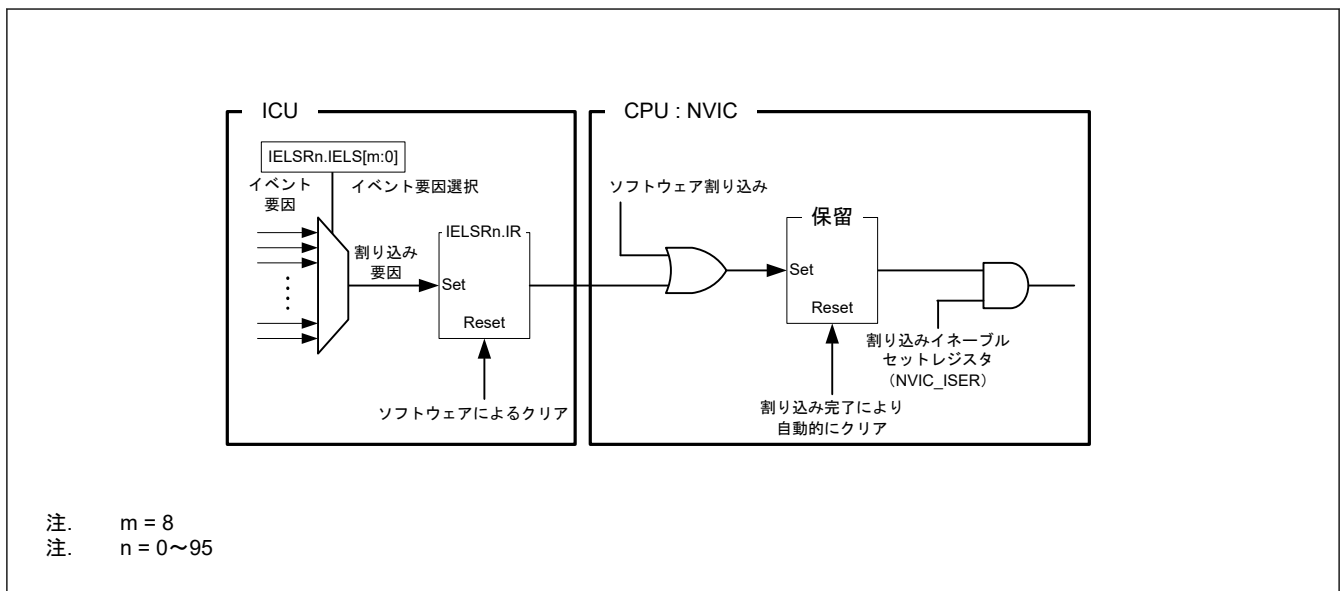 ICU
CPU : NVIC
IELSRn.IELS[m:0]
イベント
要因
イベント要因選択
割り込み
要因
IELSRn.IR
Set
Reset
ソフトウェアによるクリア
ソフトウェア割り込み
保留
Set
Reset
割り込み完了により
自動的にクリア
割り込みイネーブル
セットレジスタ
（NVIC_ISER）
注. m = 8
注. n = 0～95